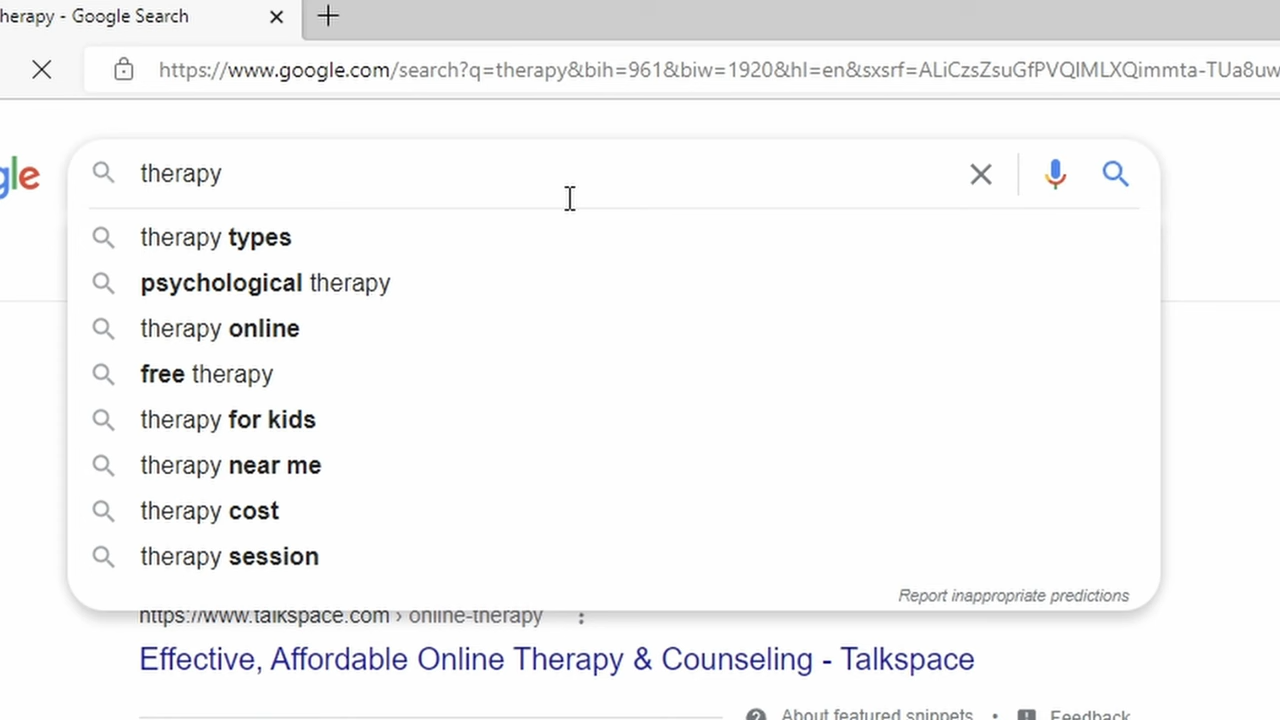 herapy - Google Search
https://www.google.com/search?q=therapy&bih=961&biw=1920&hl=en&sxsrf=ALiCzsZsuGfPVQIMLXQimmta-TUa8uw
gle
therapy
therapy types
psychological therapy
therapy online
free therapy
therapy for kids
therapy near me
therapy cost
therapy session
Report inappropriate predictions
https://www.talkspace.com › online-therapy
Effective, Affordable Online Therapy & Counseling - Talkspace
About featured snippets • Feedback